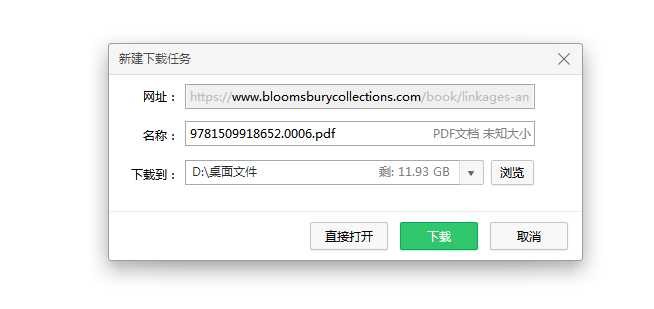 新建下载任务
网址： https://www.bloomsburycollections.com/book/linkages-an
名称： 9781509918652.0006.pdf PDF文档 未知大小
下载到： D:\桌面文件 剩: 11.93 GB 浏览
直接打开 下载 取消